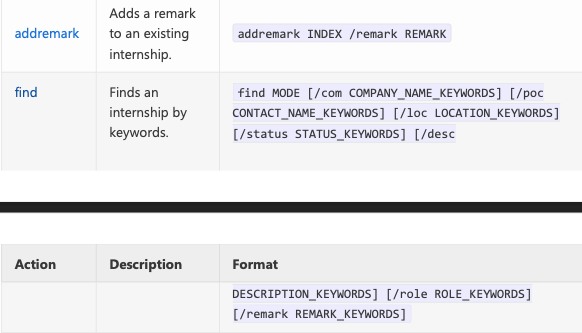 addremark
Adds a remark
to an existing
internship.
addremark INDEX /remark REMARK
find
Finds an
internship by
keywords.
find MODE [/com COMPANY_NAME_KEYWORDS] [/poc
CONTACT_NAME_KEYWORDS] [/loc LOCATION_KEYWORDS]
[/status STATUS_KEYWORDS] [/desc
Action
Description
Format
DESCRIPTION_KEYWORDS] [/role ROLE_KEYWORDS]
[/remark REMARK_KEYWORDS]